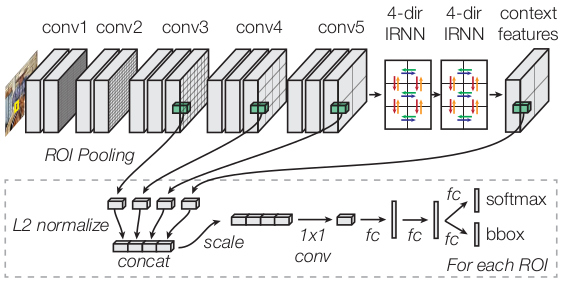 conv1 conv2 conv3 conv4 conv5 4-dir IRNN 4-dir IRNN context features
ROI Pooling
L2 normalize
concat
scale
1x1 conv
fc
fc
fc
fc
softmax
bbox
For each ROI